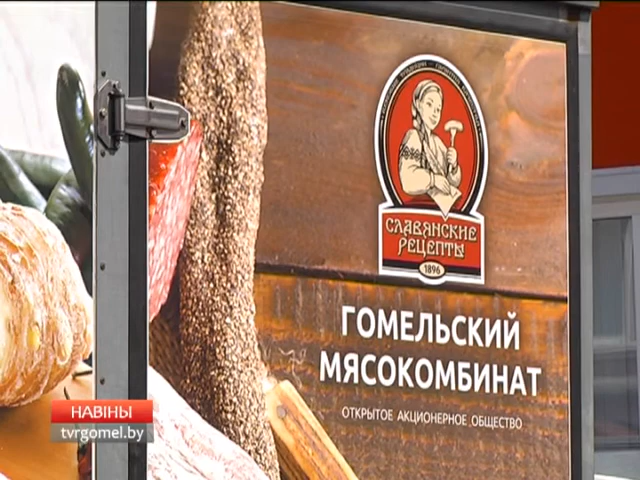 СЛАВЯНСКИЕ
РЕЦЕПТЫ
1896
ГОМЕЛЬСКИЙ
МЯСОКОМБИНАТ
ОТКРЫТОЕ АКЦИОНЕРНОЕ ОБЩЕСТВО
НАВІНЫ
tvrgomel.by